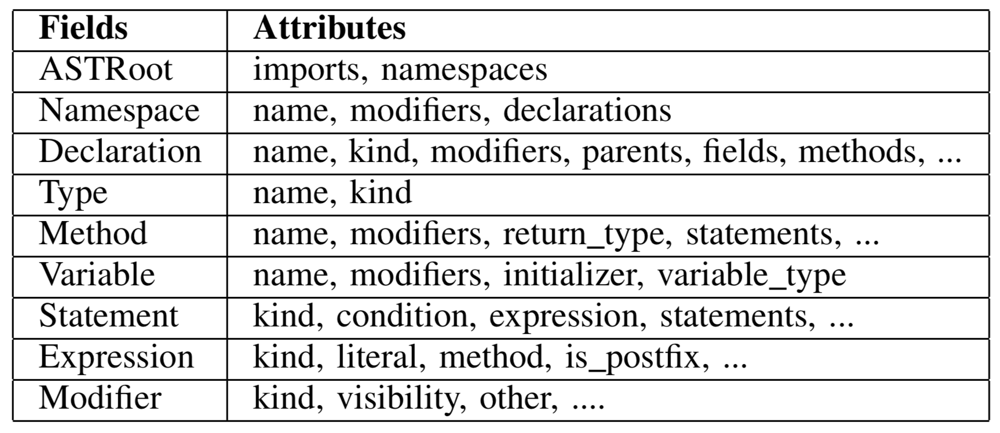 Fields Attributes
ASTRoot imports, namespaces
Namespace name, modifiers, declarations
Declaration name, kind, modifiers, parents, fields, methods, ...
Type name, kind
Method name, modifiers, return_type, statements, ...
Variable name, modifiers, initializer, variable_type
Statement kind, condition, expression, statements, ...
Expression kind, literal, method, is_postfix, ...
Modifier kind, visibility, other, ....